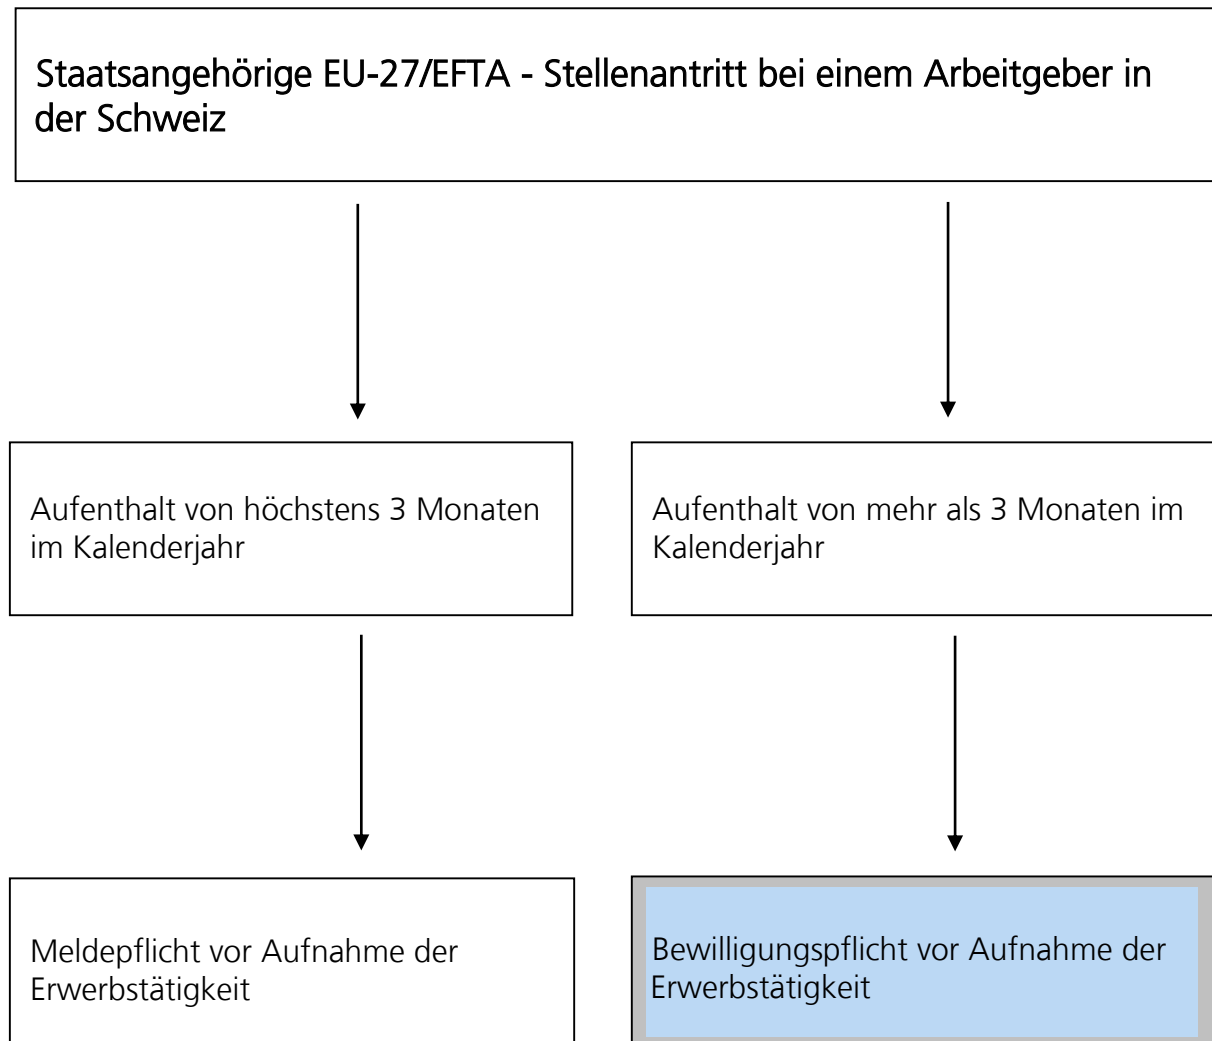 Staatsangehörige EU-27/EFTA - Stellenantritt bei einem Arbeitgeber in
der Schweiz
Aufenthalt von höchstens 3 Monaten
im Kalenderjahr
Aufenthalt von mehr als 3 Monaten im
Kalenderjahr
Meldepflicht vor Aufnahme der
Erwerbstätigkeit
Bewilligungspflicht vor Aufnahme der
Erwerbstätigkeit